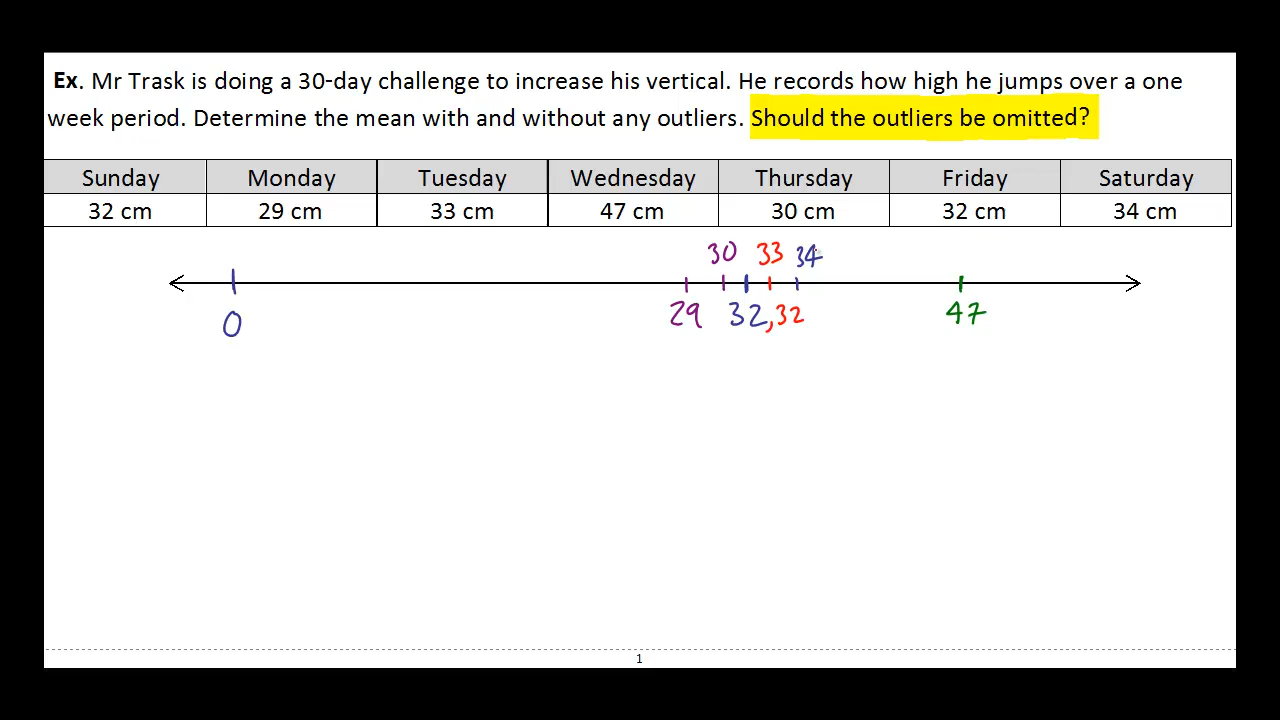 Ex. Mr Trask is doing a 30-day challenge to increase his vertical. He records how high he jumps over a one
week period. Determine the mean with and without any outliers. Should the outliers be omitted?
Sunday Monday Tuesday Wednesday Thursday Friday Saturday
32 cm 29 cm 33 cm 47 cm 30 cm 32 cm 34 cm
30 33 34
0 29 32,32 47
1